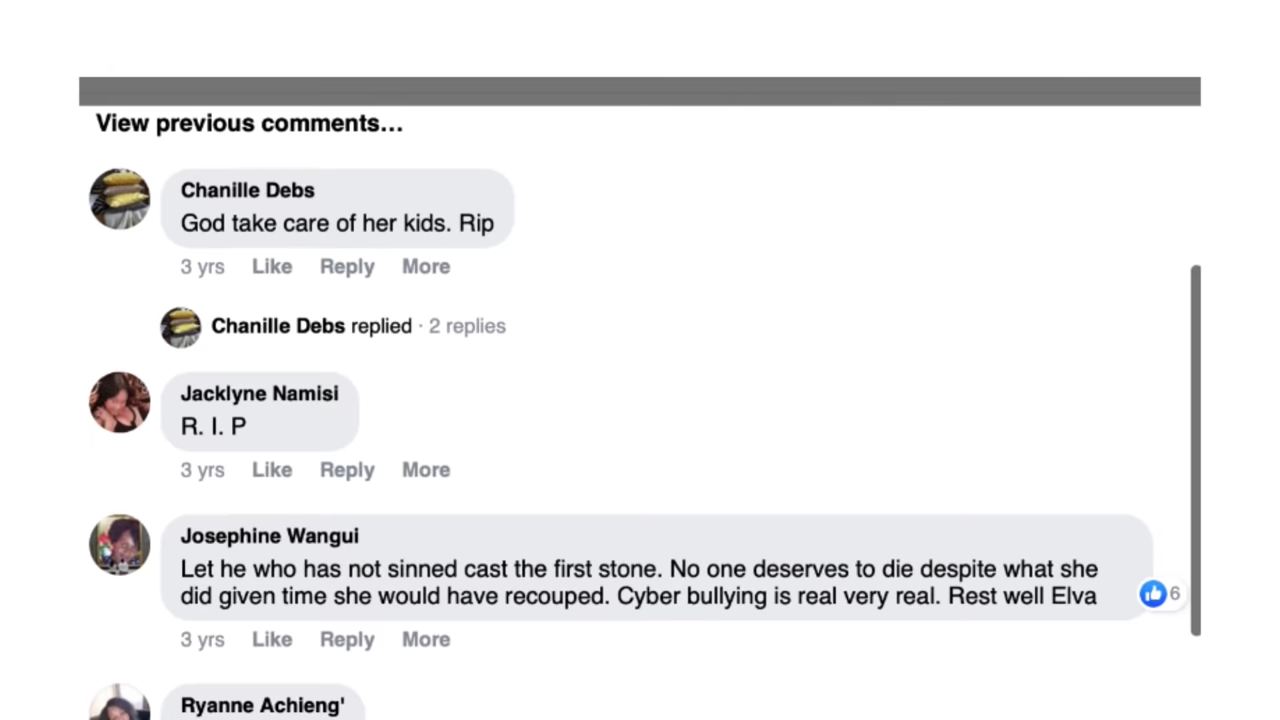 View previous comments...
Chanille Debs
God take care of her kids. Rip
3 yrs Like Reply More
Chanille Debs replied · 2 replies
Jacklyne Namisi
R. I. P
3 yrs Like Reply More
Josephine Wangui
Let he who has not sinned cast the first stone. No one deserves to die despite what she
did given time she would have recouped. Cyber bullying is real very real. Rest well Elva
6
3 yrs Like Reply More
Ryanne Achieng'